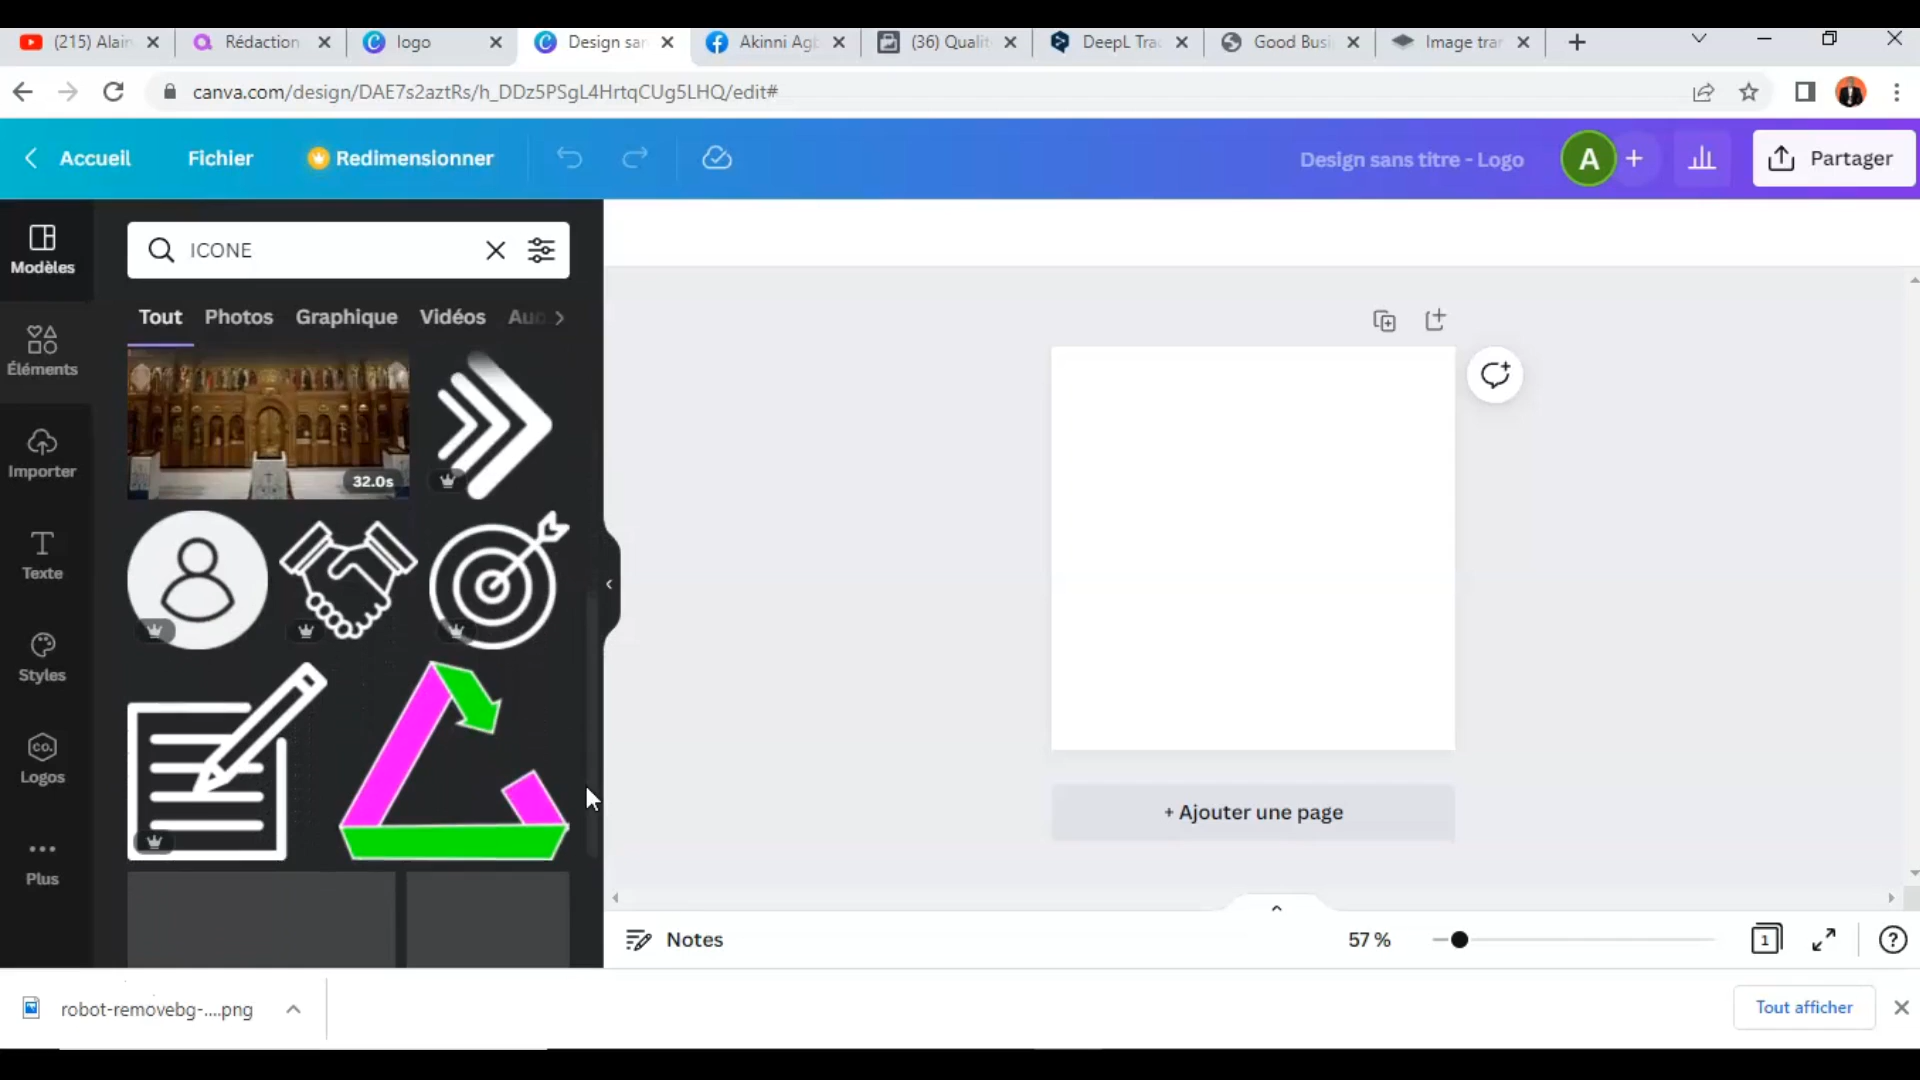 (215) Alain
Rédaction
logo
Design san
Akinni Agb
(36) Qualit
DeepL Tra
Good Busi
Image tran
canva.com/design/DAE7s2aztRs/h_DDz5PSgL4HrtqCUg5LHQ/edit#
Accueil
Fichier
Redimensionner
Design sans titre - Logo
A
Partager
Modèles
ICONE
Tout
Photos
Graphique
Vidéos
Éléments
32.0s
Importer
Texte
Styles
CO.
Logos
+ Ajouter une page
Plus
Notes
57 %
1
robot-removebg-....png
Tout afficher